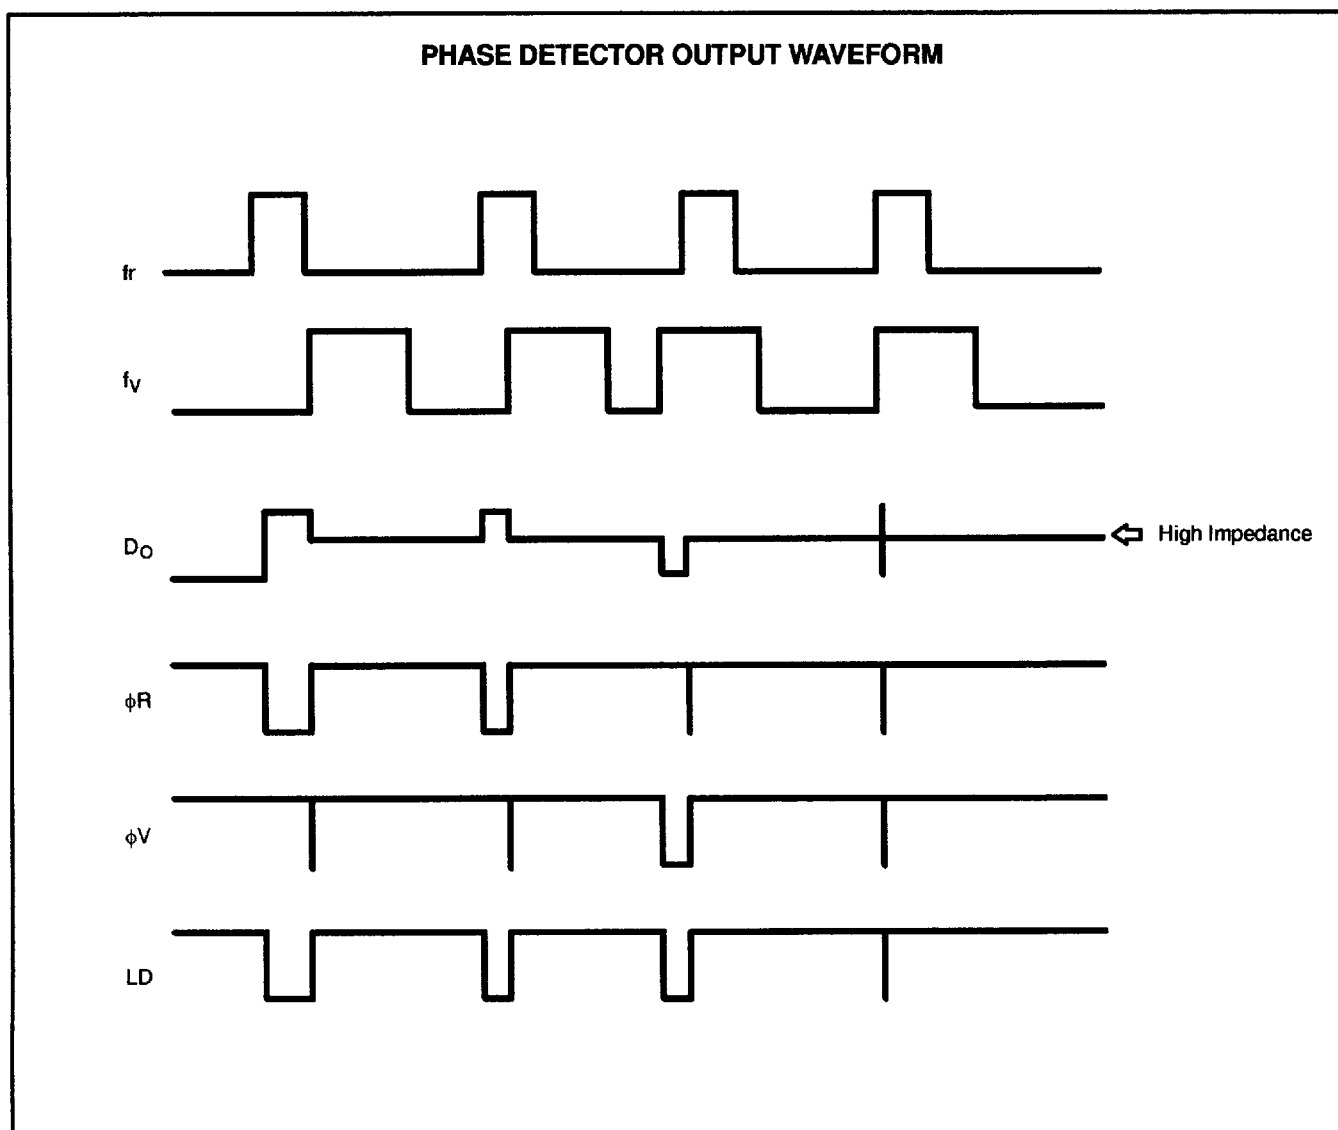 PHASE DETECTOR OUTPUT WAVEFORM
fr
fV
DO
High Impedance
ϕR
ϕV
LD